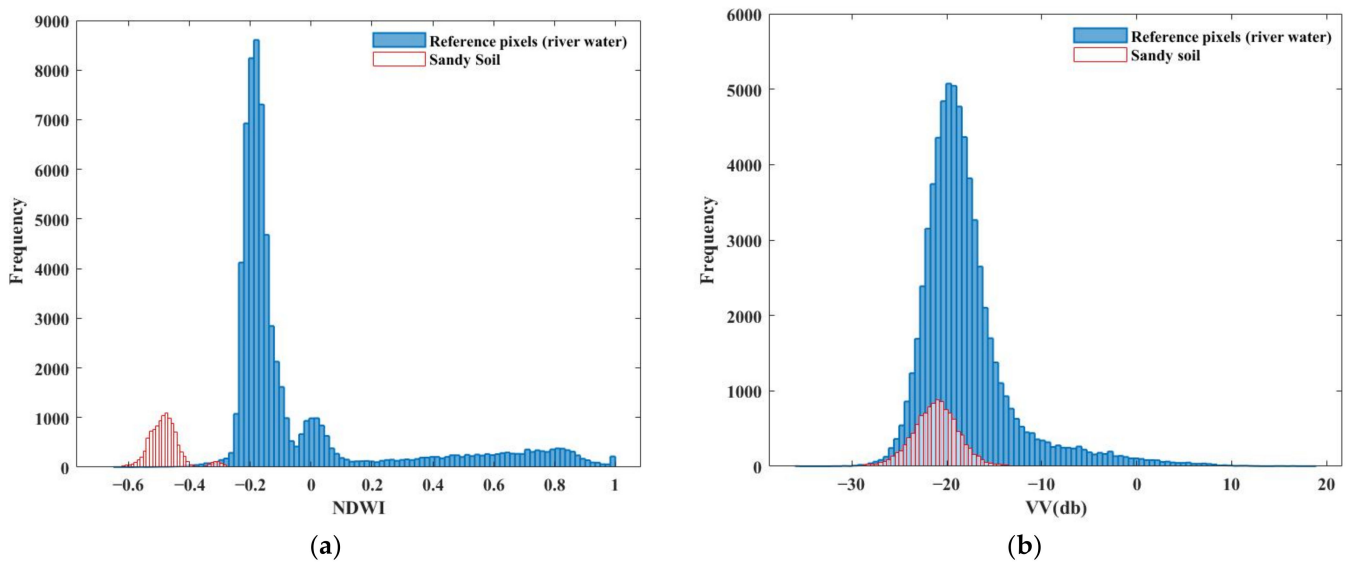 9000
8000
7000
6000
5000
4000
3000
2000
1000
0
Frequency
−0.6 −0.4 −0.2 0 0.2 0.4 0.6 0.8 1
NDWI
Reference pixels (river water)
Sandy Soil
(a)
6000
5000
4000
3000
2000
1000
0
Frequency
−30 −20 −10 0 10 20
VV(db)
Reference pixels (river water)
Sandy soil
(b)